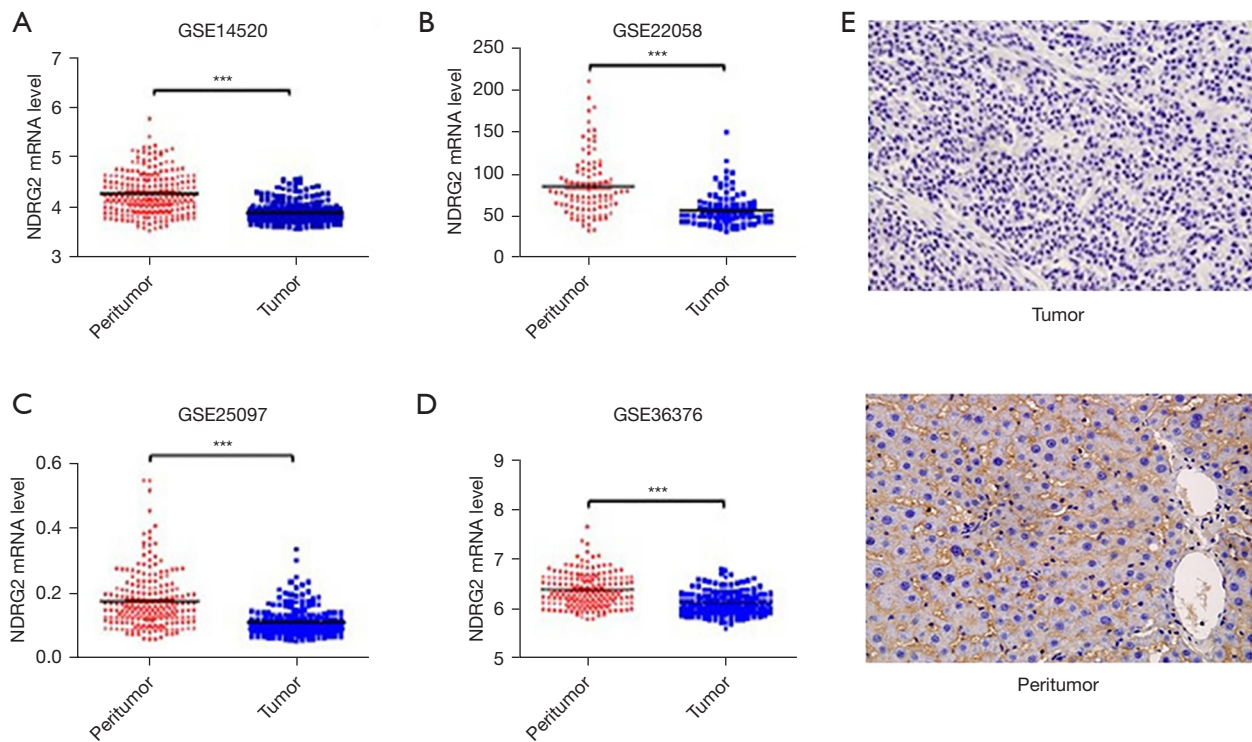 A
GSE14520
***
NDRG2 mRNA level
7
6
5
4
3
Peritumor
Tumor
B
GSE22058
***
NDRG2 mRNA level
250
200
150
100
50
0
Peritumor
Tumor
E
Tumor
C
GSE25097
***
NDRG2 mRNA level
0.6
0.4
0.2
0.0
Peritumor
Tumor
D
GSE36376
***
NDRG2 mRNA level
9
8
7
6
5
Peritumor
Tumor
Peritumor